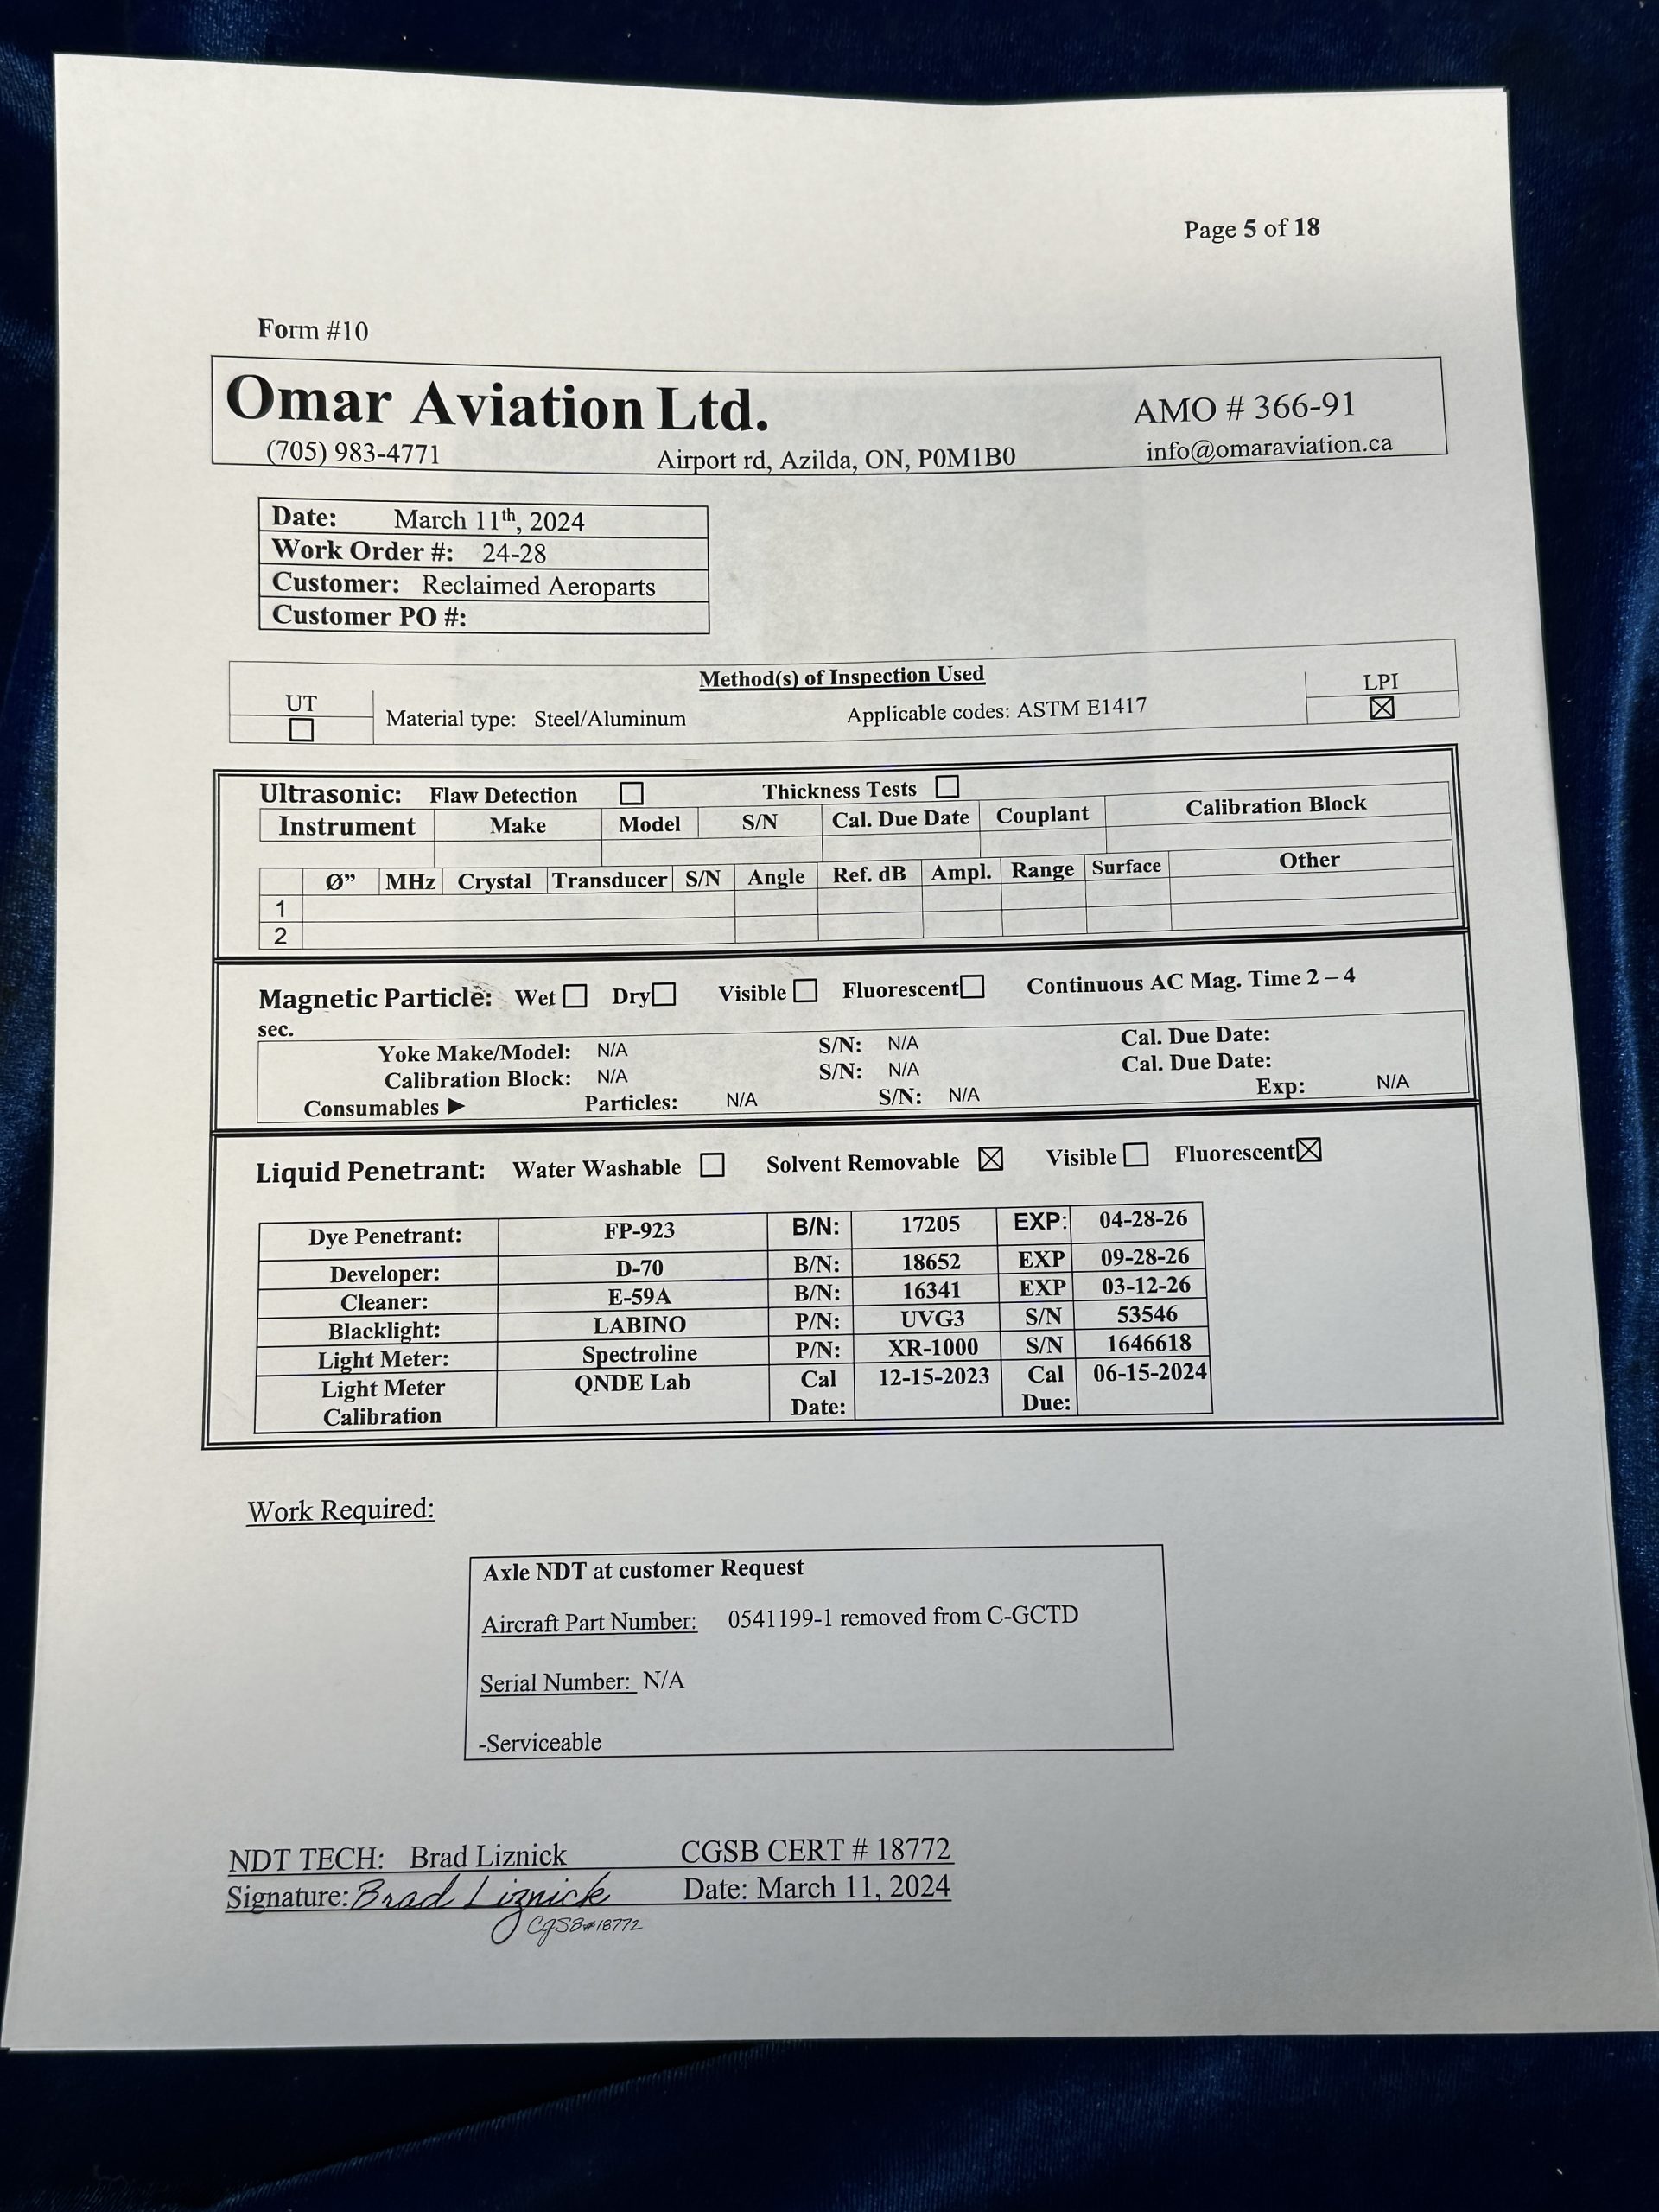 Page 5 of 18
Form #10
Omar Aviation Ltd. AMO # 366-91
(705) 983-4771 Airport rd, Azilda, ON, P0M1B0 info@omaraviation.ca
Date: March 11th, 2024
Work Order #: 24-28
Customer: Reclaimed Aeroparts
Customer PO #:
Method(s) of Inspection Used
UT Material type: Steel/Aluminum Applicable codes: ASTM E1417 LPI
☐ ☒
Ultrasonic: Flaw Detection ☐ Thickness Tests ☐
Instrument Make Model S/N Cal. Due Date Couplant Calibration Block
Ø” MHz Crystal Transducer S/N Angle Ref. dB Ampl. Range Surface Other
1
2
Magnetic Particle: Wet ☐ Dry☐ Visible ☐ Fluorescent☐ Continuous AC Mag. Time 2 – 4
sec.
Yoke Make/Model: N/A S/N: N/A Cal. Due Date:
Calibration Block: N/A S/N: N/A Cal. Due Date:
Consumables ► Particles: N/A S/N: N/A Exp: N/A
Liquid Penetrant: Water Washable ☐ Solvent Removable ☒ Visible ☐ Fluorescent☒
Dye Penetrant: FP-923 B/N: 17205 EXP: 04-28-26
Developer: D-70 B/N: 18652 EXP 09-28-26
Cleaner: E-59A B/N: 16341 EXP 03-12-26
Blacklight: LABINO P/N: UVG3 S/N 53546
Light Meter: Spectroline P/N: XR-1000 S/N 1646618
Light Meter QNDE Lab Cal 12-15-2023 Cal 06-15-2024
Calibration Date: Due:
Work Required:
Axle NDT at customer Request
Aircraft Part Number: 0541199-1 removed from C-GCTD
Serial Number: N/A
-Serviceable
NDT TECH: Brad Liznick CGSB CERT # 18772
Signature: Brad Liznick Date: March 11, 2024
CGSB#18772